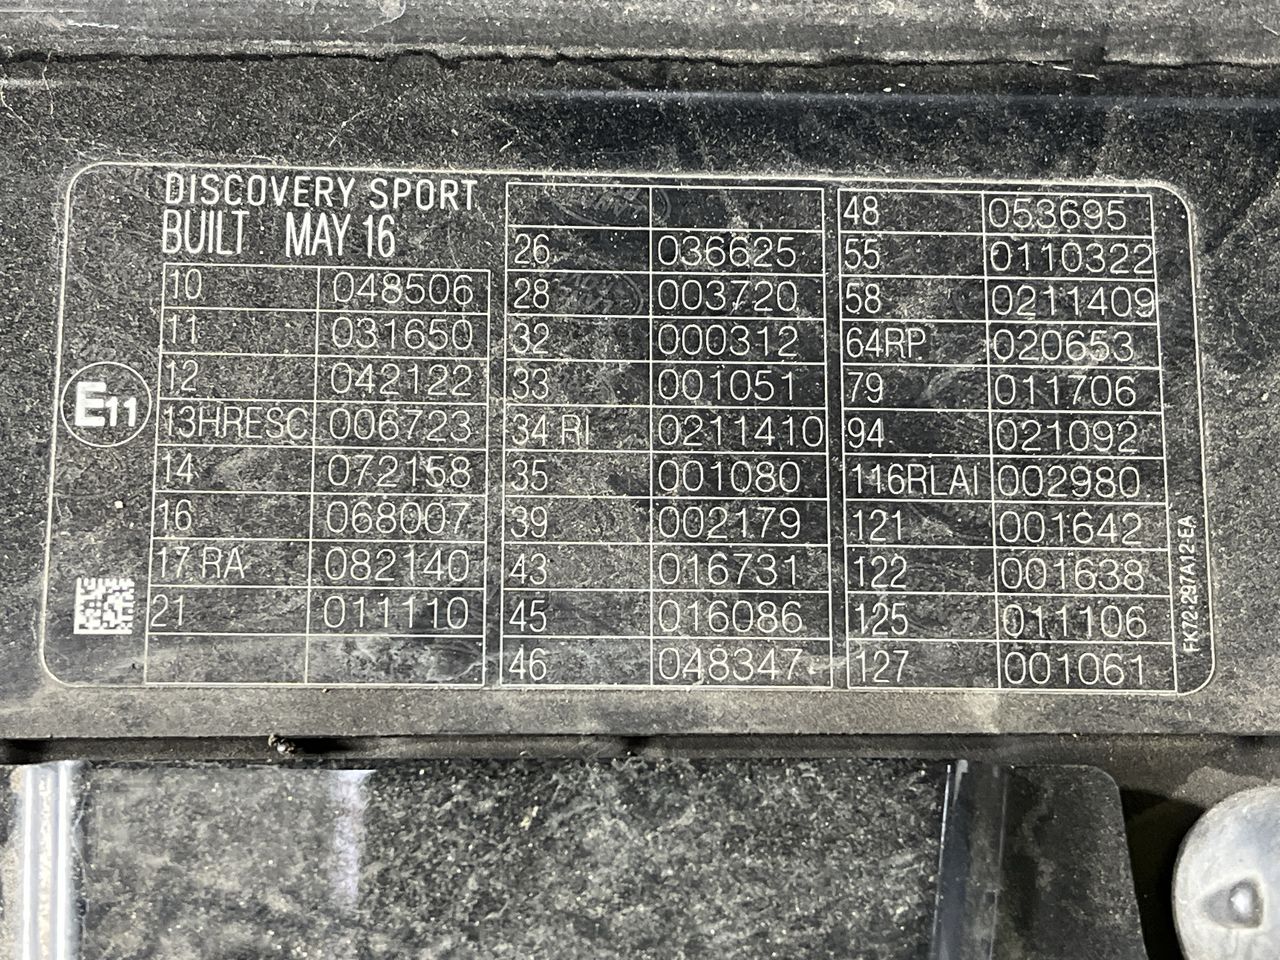 DISCOVERY SPORT
BUILT MAY 16
E11
10 048506
11 031650
12 042122
13HRESC 006723
14 072158
16 068007
17 RA 082140
21 011110
26 036625
28 003720
32 000312
33 001051
34 RI 0211410
35 001080
39 002179
43 016731
45 016086
46 048347
48 053695
55 0110322
58 0211409
64RP 020653
79 011706
94 021092
116RLAI 002980
121 001642
122 001638
125 011106
127 001061
FK72-297A12-EA